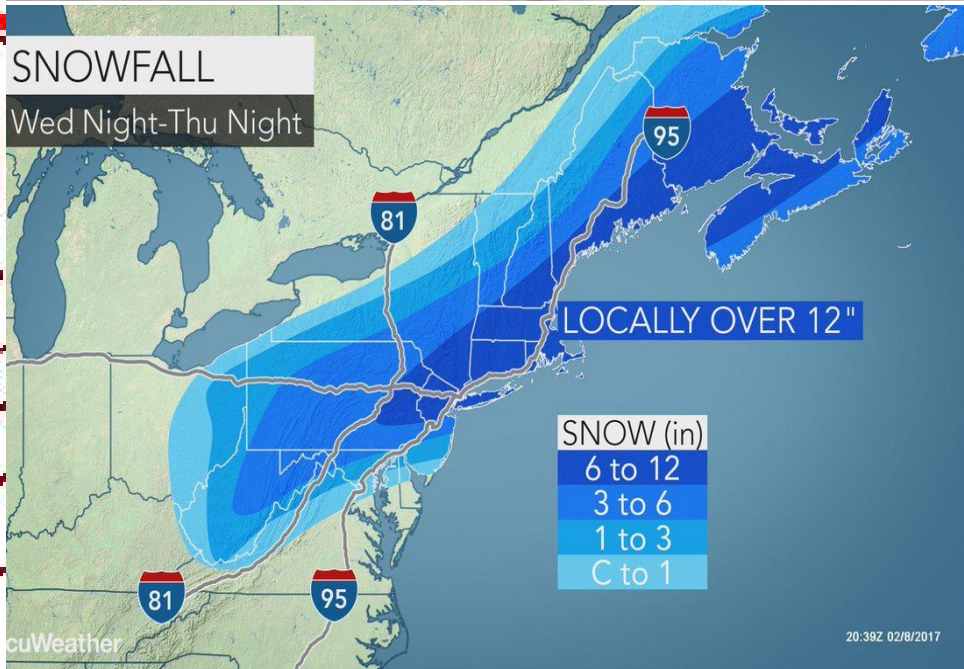 SNOWFALL
Wed Night-Thu Night
95
81
LOCALLY OVER 12"
SNOW (in)
6 to 12
3 to 6
1 to 3
C to 1
81
95
cuWeather
20:39Z 02/8/2017